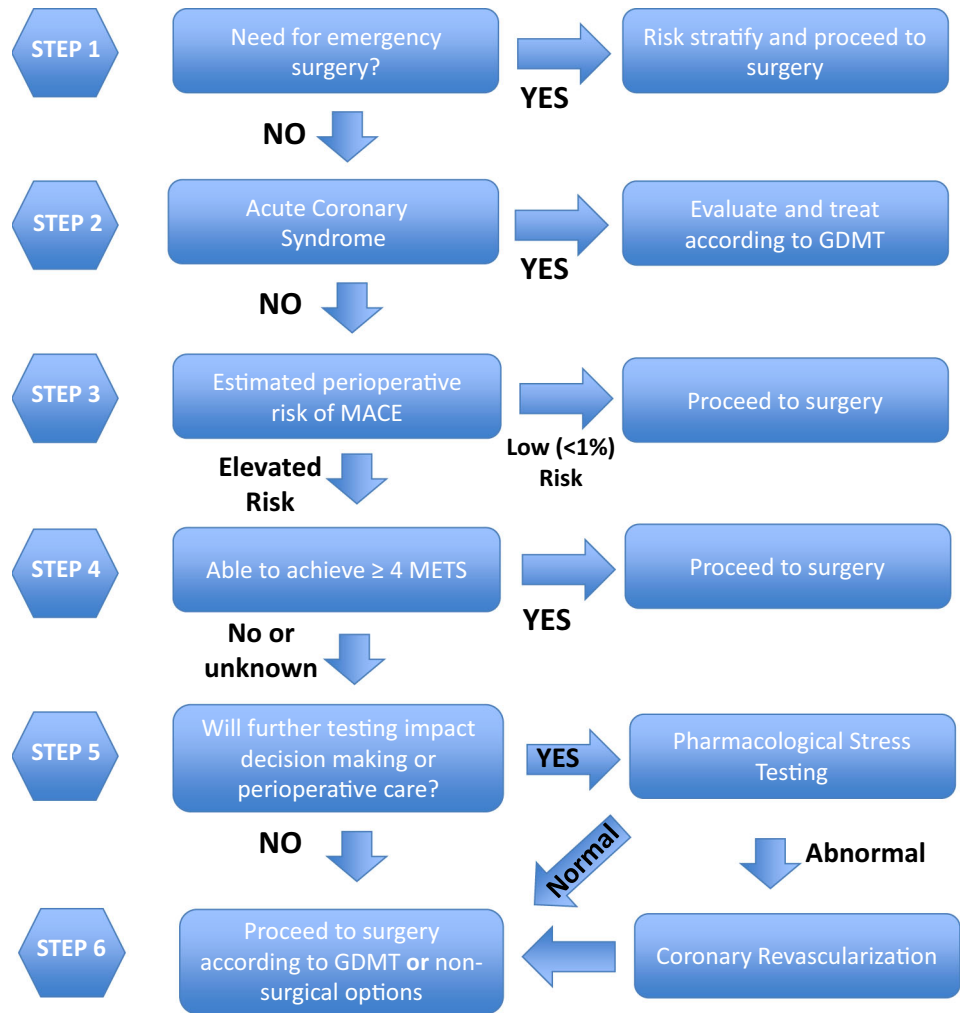 STEP 1
Need for emergency
surgery?
YES
Risk stratify and proceed to
surgery
NO
STEP 2
Acute Coronary
Syndrome
YES
Evaluate and treat
according to GDMT
NO
STEP 3
Estimated perioperative
risk of MACE
Low (<1%)
Risk
Proceed to surgery
Elevated
Risk
STEP 4
Able to achieve ≥ 4 METS
YES
Proceed to surgery
No or
unknown
STEP 5
Will further testing impact
decision making or
perioperative care?
YES
Pharmacological Stress
Testing
NO
Normal
Abnormal
STEP 6
Proceed to surgery
according to GDMT or non-
surgical options
Coronary Revascularization